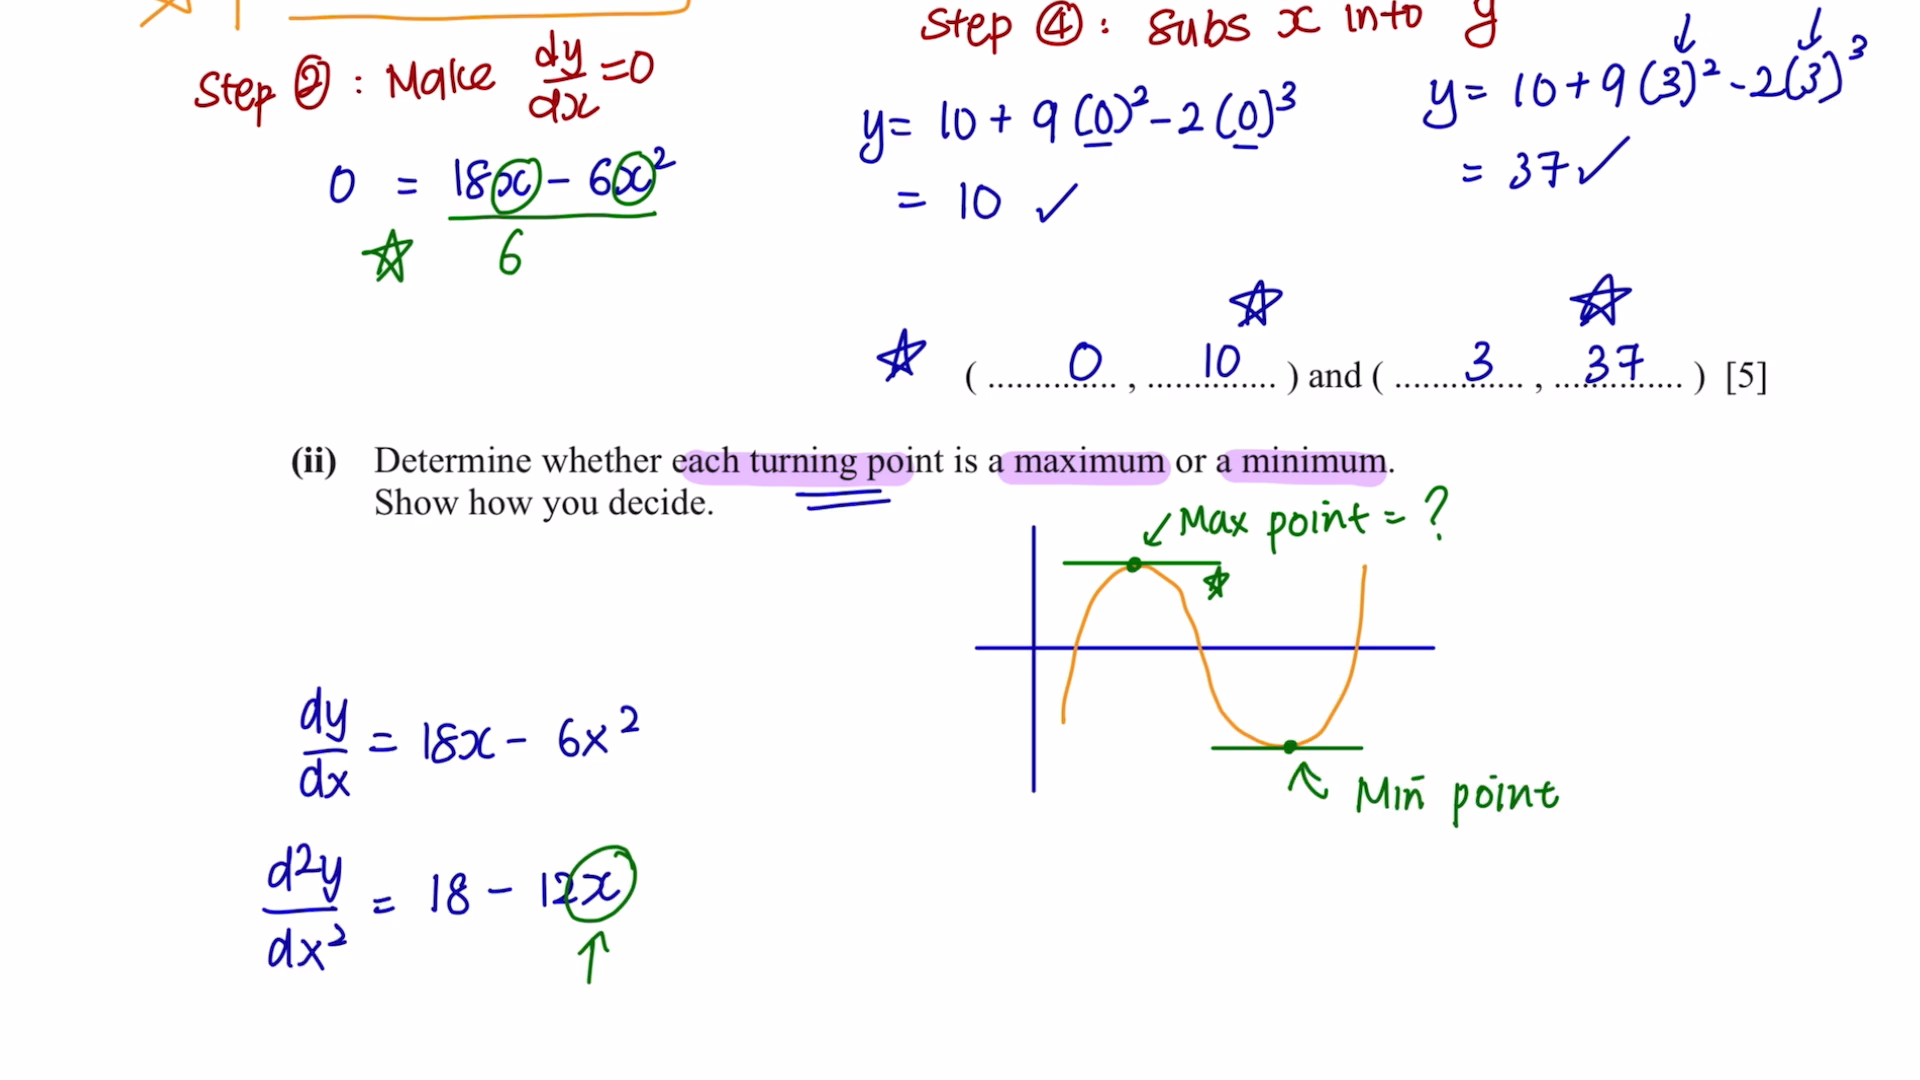 Step ② : Make dy/dx = 0
0 = 18x - 6x²
6
Step ④ : Subs x into y
y = 10 + 9(0)² - 2(0)³
= 10 ✓
y = 10 + 9(3)² - 2(3)³
= 37 ✓
( 0 , 10 ) and ( 3 , 37 ) [5]
(ii) Determine whether each turning point is a maximum or a minimum.
Show how you decide.
Max point = ?
Min point
dy/dx = 18x - 6x²
d²y/dx² = 18 - 12x